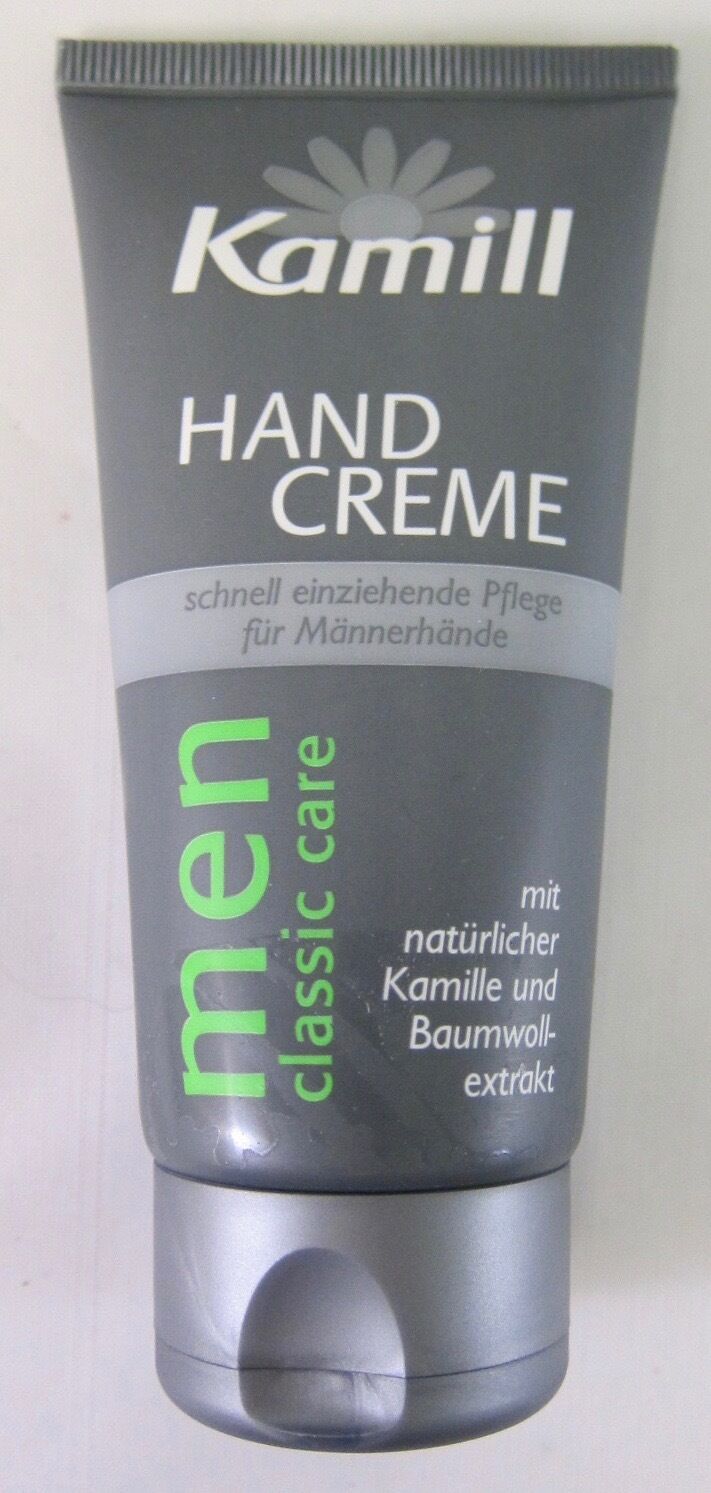 Kamill
HAND
CREME
schnell einziehende Pflege
für Männerhände
men
classic care
mit
natürlicher
Kamille und
Baumwoll-
extrakt